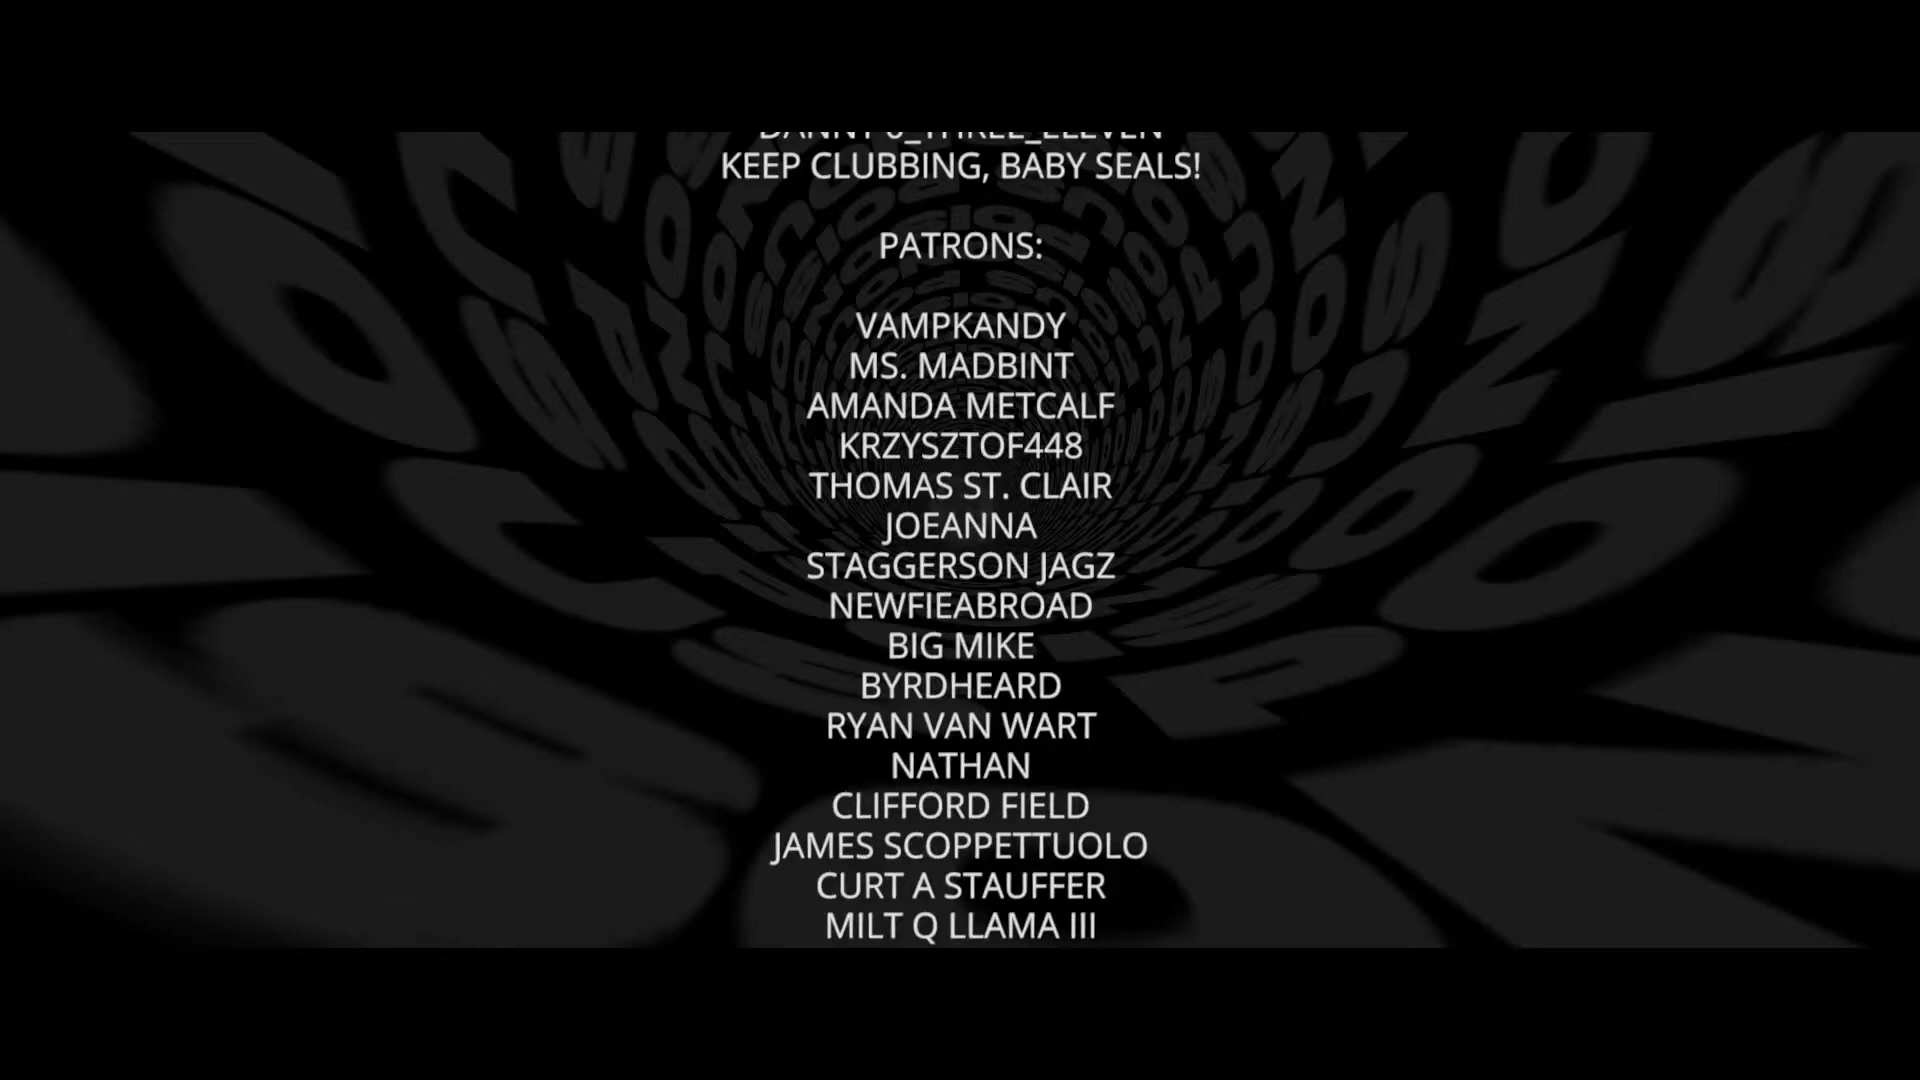 KEEP CLUBBING, BABY SEALS!
PATRONS:
VAMPKANDY
MS. MADBINT
AMANDA METCALF
KRZYSZTOF448
THOMAS ST. CLAIR
JOEANNA
STAGGERSON JAGZ
NEWFIEABROAD
BIG MIKE
BYRDHEARD
RYAN VAN WART
NATHAN
CLIFFORD FIELD
JAMES SCOPPETTUOLO
CURT A STAUFFER
MILT Q LLAMA III